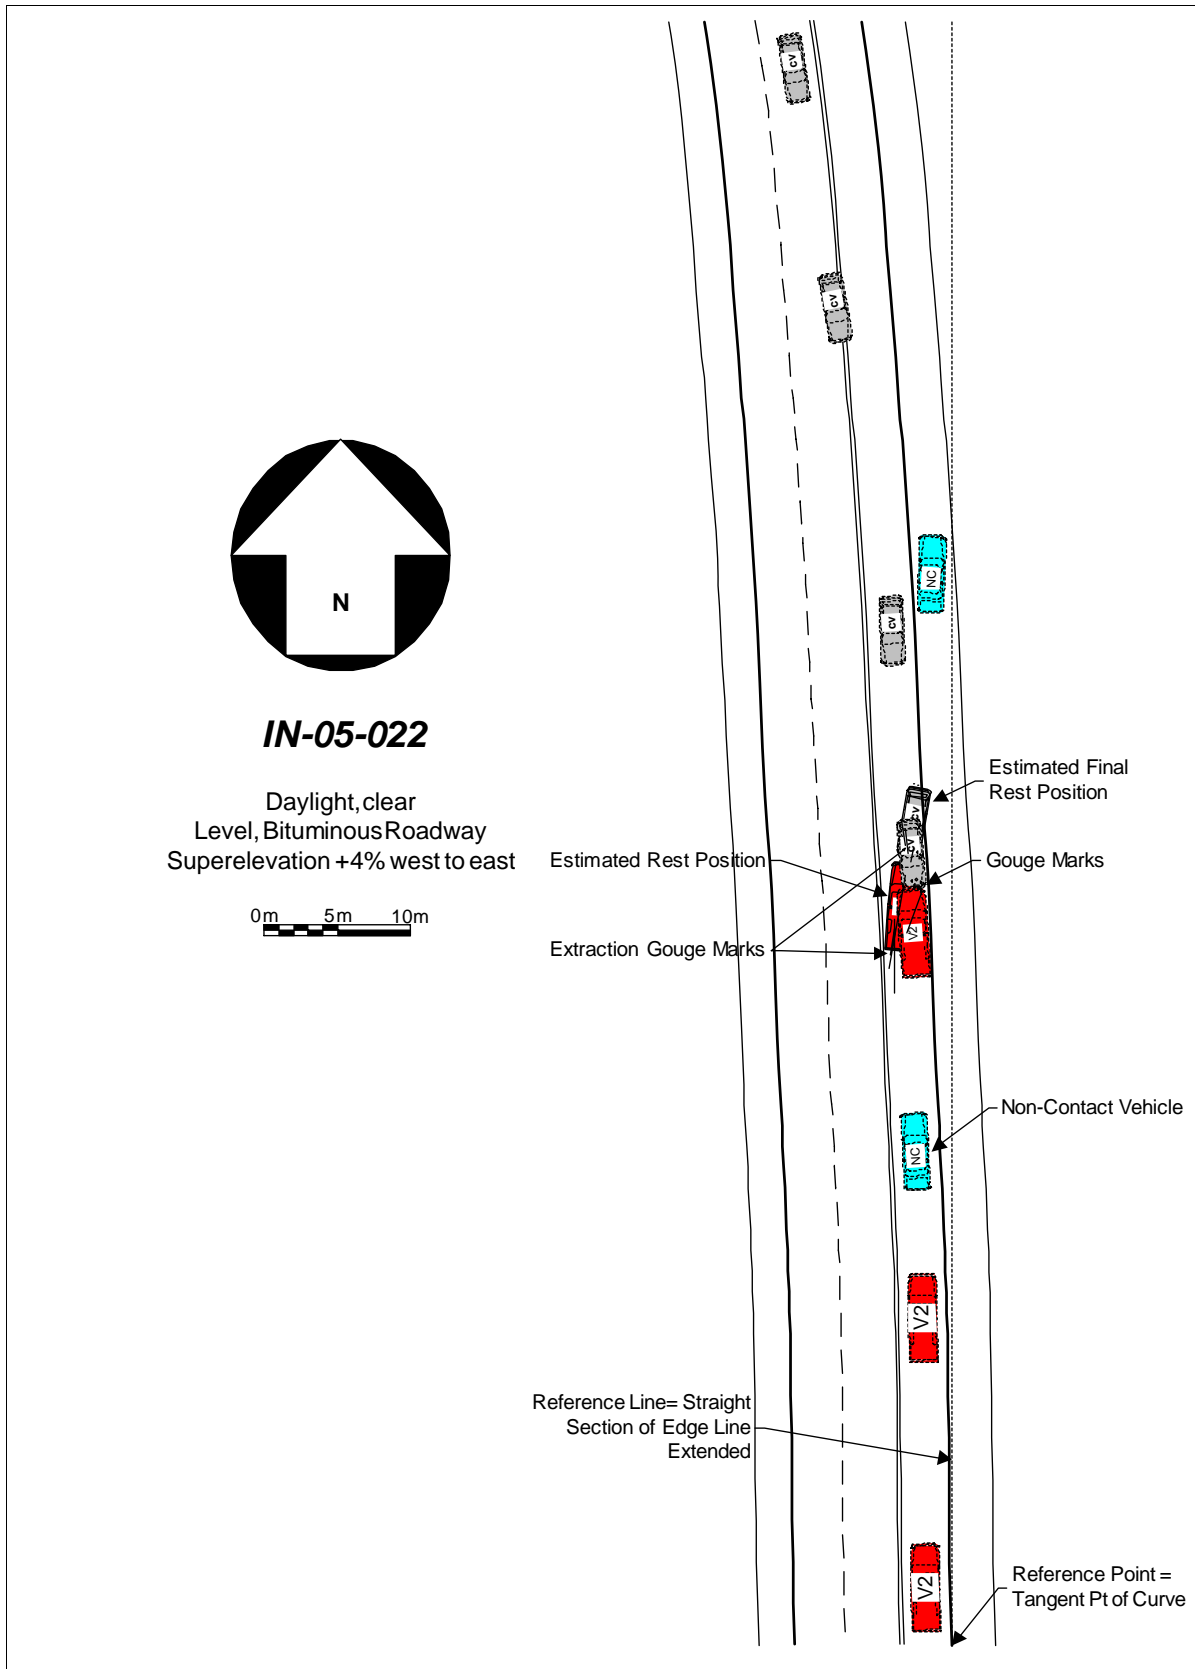 cv
cv
NC
cv
N
IN-05-022
Daylight, clear
Level, Bituminous Roadway
Superelevation +4% west to east
0m 5m 10m
Estimated Final
Rest Position
cv
cv
Estimated Rest Position
Gouge Marks
V2
Extraction Gouge Marks
Non-Contact Vehicle
NC
V2
Reference Line= Straight
Section of Edge Line
Extended
V2
Reference Point =
Tangent Pt of Curve